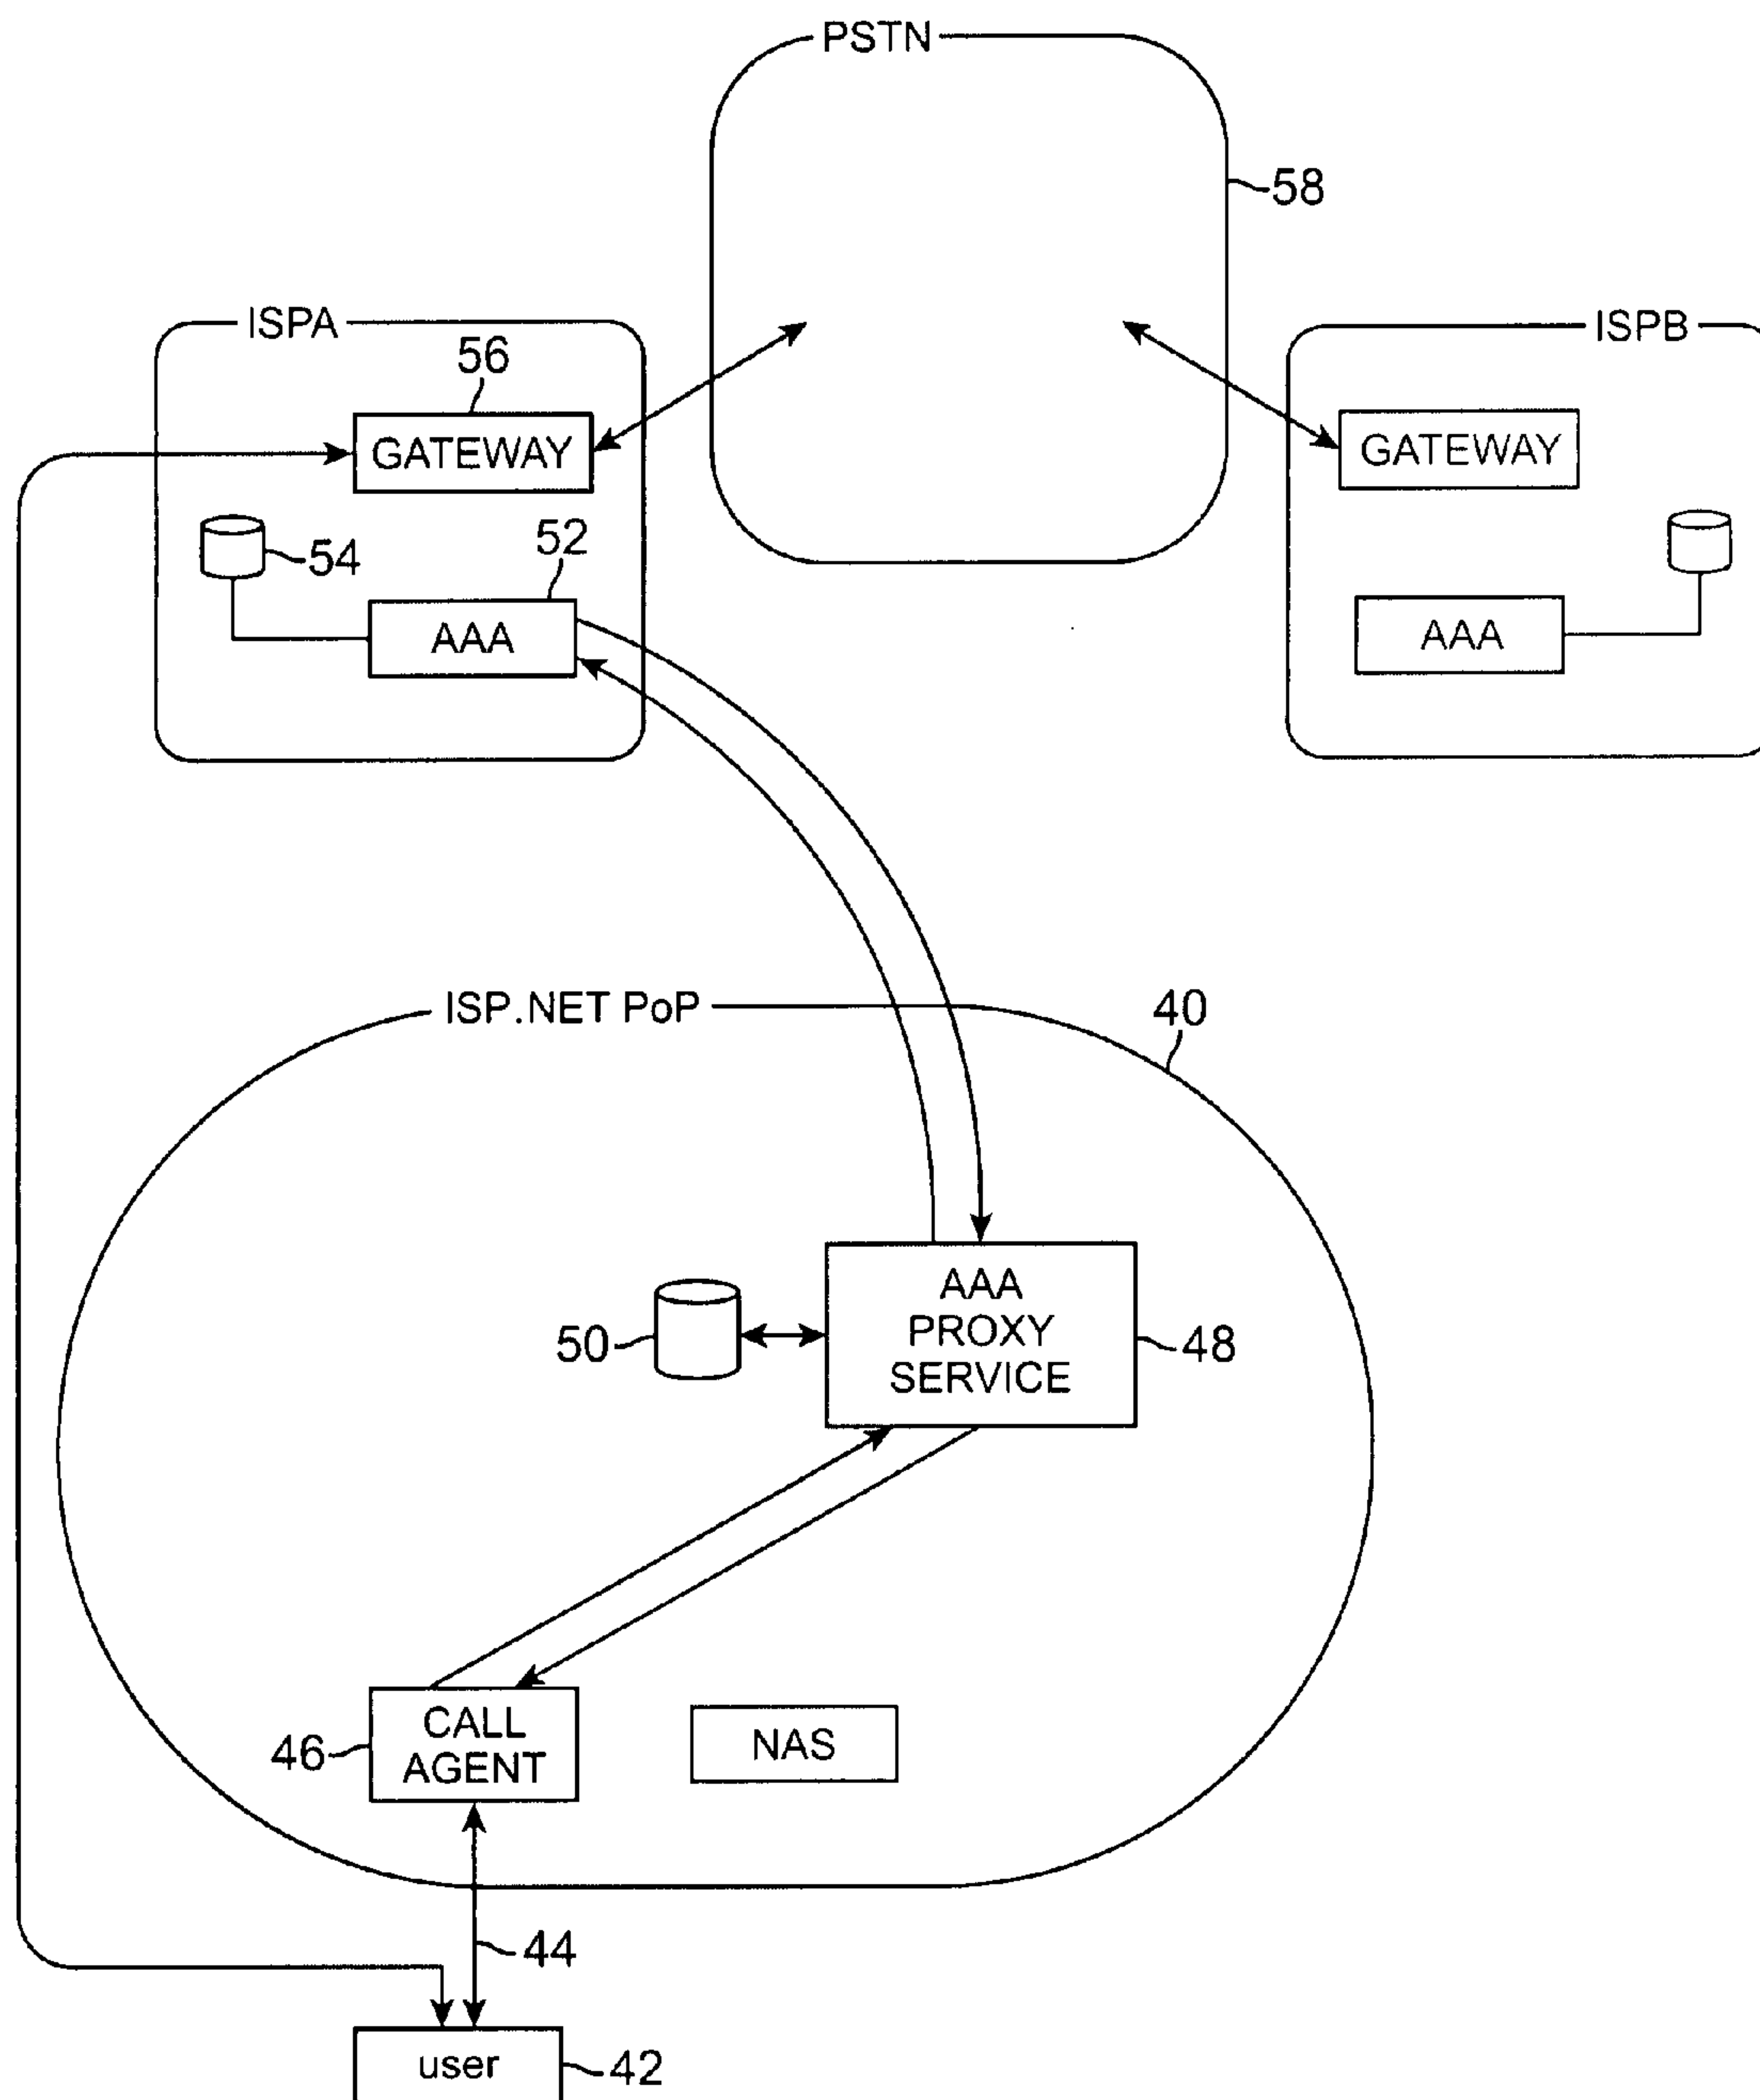 PSTN
58
ISPA
ISPB
56
GATEWAY
GATEWAY
54
52
AAA
AAA
ISP.NET PoP
40
AAA
PROXY
SERVICE
50
48
CALL
AGENT
46
NAS
44
user
42